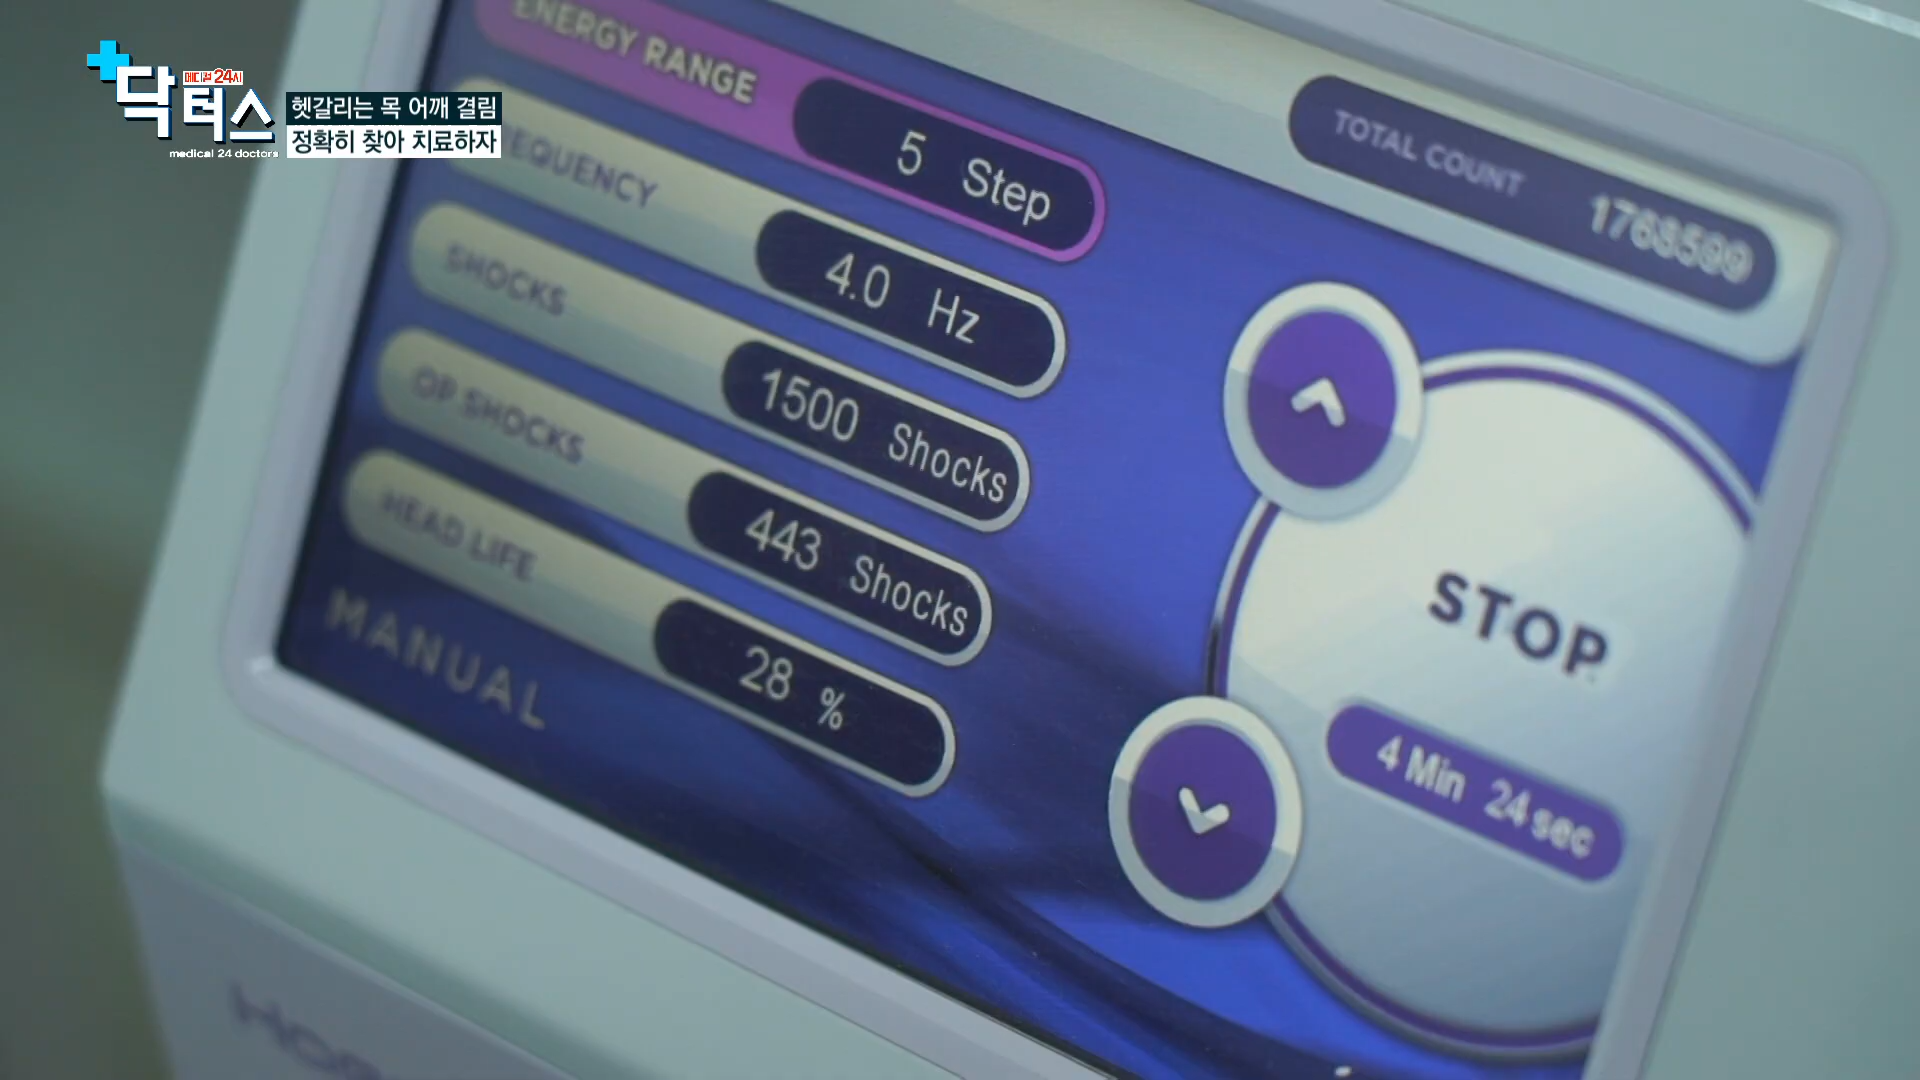 메디컬 24시
닥터스
medical 24 doctors
헷갈리는 목 어깨 결림
정확히 찾아 치료하자
ENERGY RANGE
5 Step
FREQUENCY
4.0 Hz
SHOCKS
1500 Shocks
OP SHOCKS
443 Shocks
HEAD LIFE
28 %
MANUAL
TOTAL COUNT
STOP
4 Min 24 sec